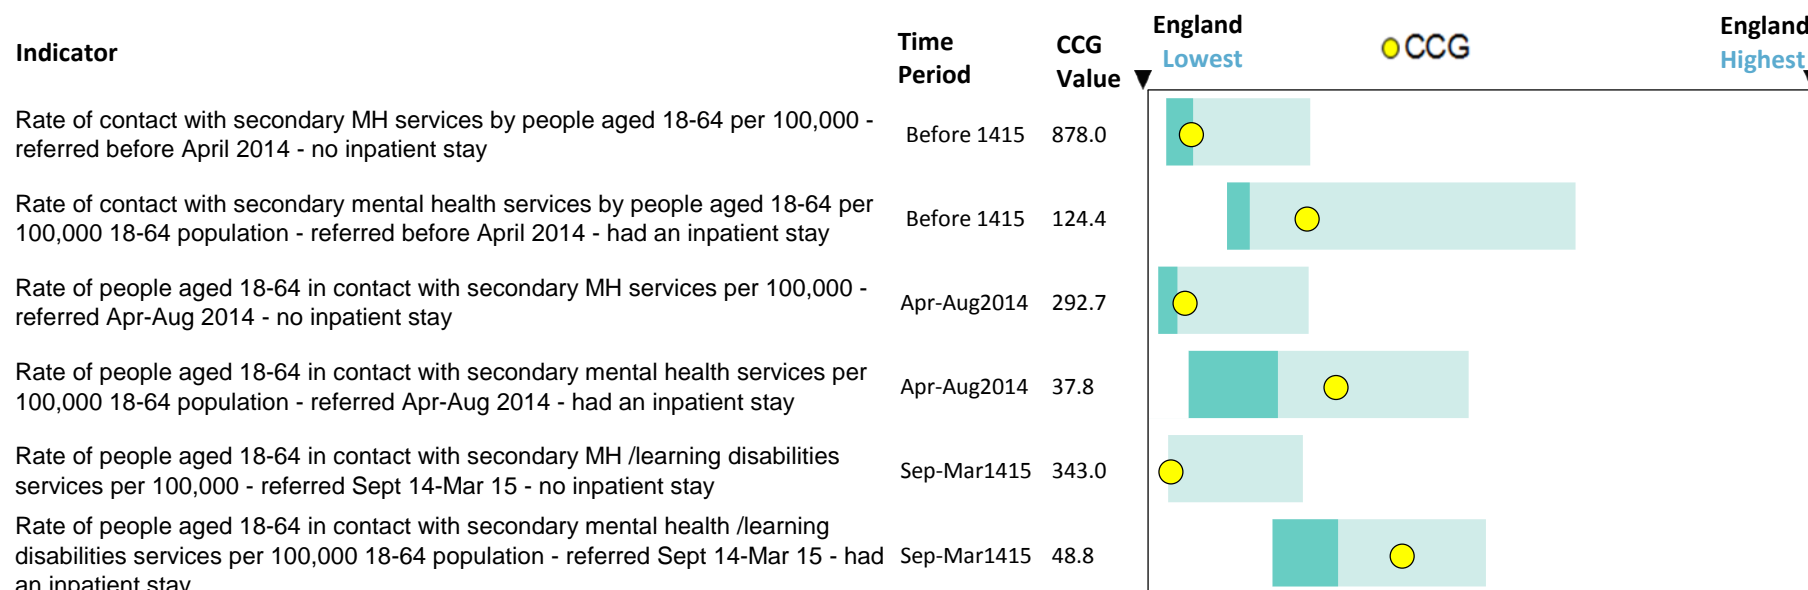 Indicator
Time Period
CCG Value
England Lowest
CCG
England Highest
Rate of contact with secondary MH services by people aged 18-64 per 100,000 -
referred before April 2014 - no inpatient stay
Before 1415 878.0
Rate of contact with secondary mental health services by people aged 18-64 per
100,000 18-64 population - referred before April 2014 - had an inpatient stay
Before 1415 124.4
Rate of people aged 18-64 in contact with secondary MH services per 100,000 -
referred Apr-Aug 2014 - no inpatient stay
Apr-Aug2014 292.7
Rate of people aged 18-64 in contact with secondary mental health services per
100,000 18-64 population - referred Apr-Aug 2014 - had an inpatient stay
Apr-Aug2014 37.8
Rate of people aged 18-64 in contact with secondary MH /learning disabilities
services per 100,000 - referred Sept 14-Mar 15 - no inpatient stay
Sep-Mar1415 343.0
Rate of people aged 18-64 in contact with secondary mental health /learning
disabilities services per 100,000 18-64 population - referred Sept 14-Mar 15 - had
an inpatient stay
Sep-Mar1415 48.8